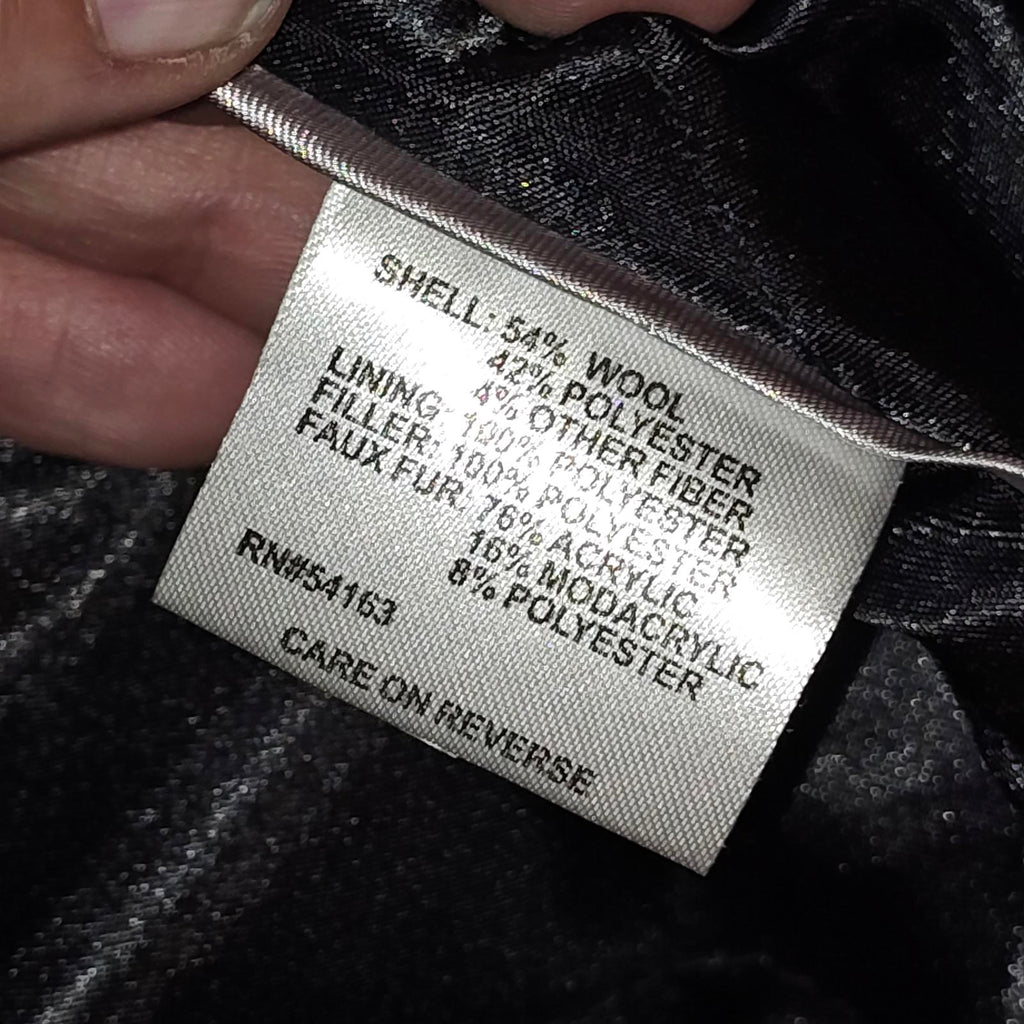 SHELL: 54% WOOL
42% POLYESTER
4% OTHER FIBER
LINING: 100% POLYESTER
FILLER: 100% POLYESTER
FAUX FUR: 76% ACRYLIC
16% MODACRYLIC
8% POLYESTER
RN#54163
CARE ON REVERSE